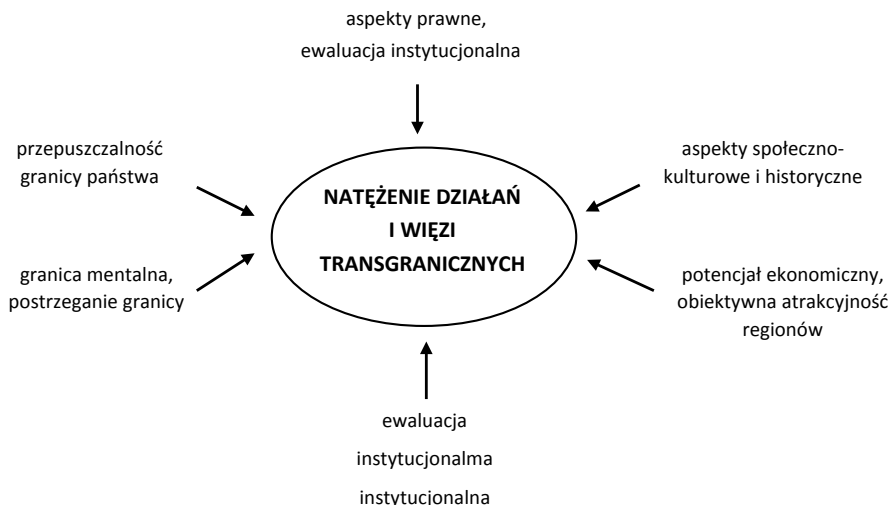 aspekty prawne,
ewaluacja instytucjonalna
przepuszczalność
granicy państwa
aspekty społeczno-
kulturowe i historyczne
NATĘŻENIE DZIAŁAŃ
I WIĘZI
TRANSGRANICZNYCH
granica mentalna,
postrzeganie granicy
potencjał ekonomiczny,
obiektywna atrakcyjność
regionów
ewaluacja
instytucjonalma
instytucjonalna